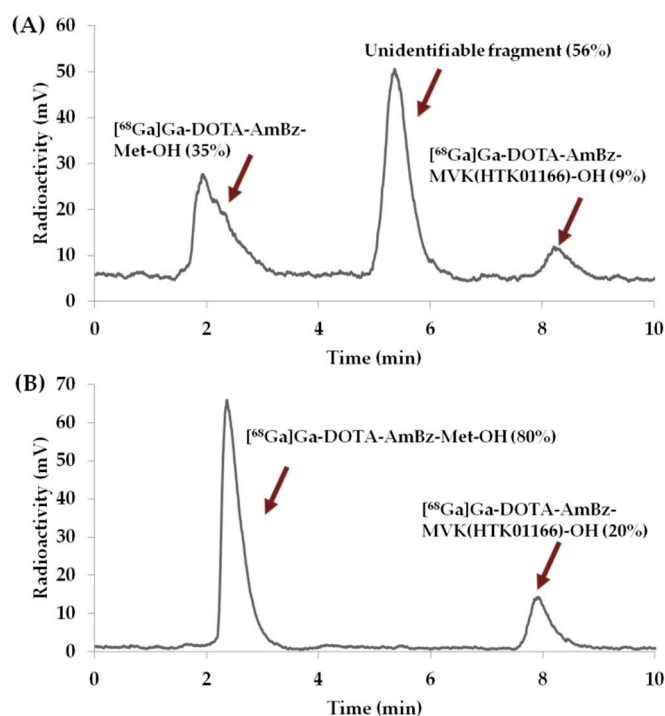 (A)
60
50
40
30
20
10
0
Radioactivity (mV)
Unidentifiable fragment (56%)
[⁶⁸Ga]Ga-DOTA-AmBz-
Met-OH (35%)
[⁶⁸Ga]Ga-DOTA-AmBz-
MVK(HTK01166)-OH (9%)
0 2 4 6 8 10
Time (min)
(B)
70
60
50
40
30
20
10
0
Radioactivity (mV)
[⁶⁸Ga]Ga-DOTA-AmBz-Met-OH (80%)
[⁶⁸Ga]Ga-DOTA-AmBz-
MVK(HTK01166)-OH (20%)
0 2 4 6 8 10
Time (min)